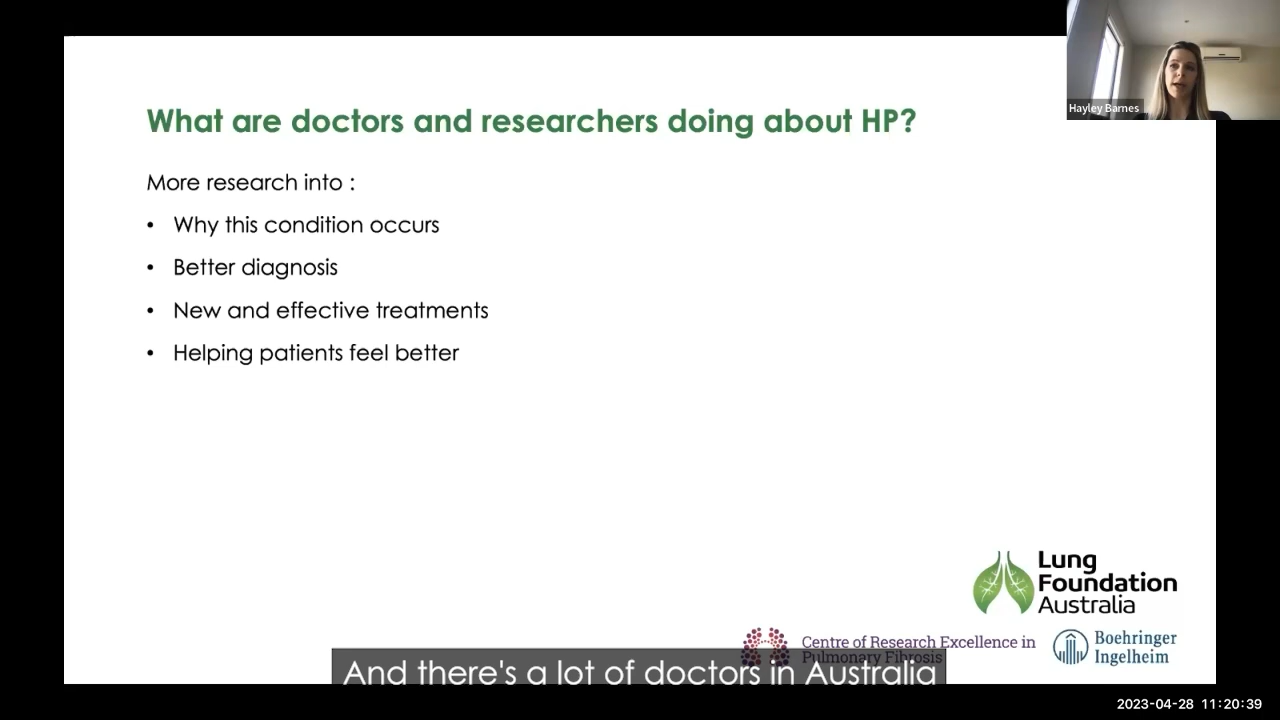 Hayley Barnes
What are doctors and researchers doing about HP?
More research into :
• Why this condition occurs
• Better diagnosis
• New and effective treatments
• Helping patients feel better
Lung
Foundation
Australia
Centre of Research Excellence in
Pulmonary Fibrosis
Boehringer
Ingelheim
And there's a lot of doctors in Australia
2023-04-28 11:20:39